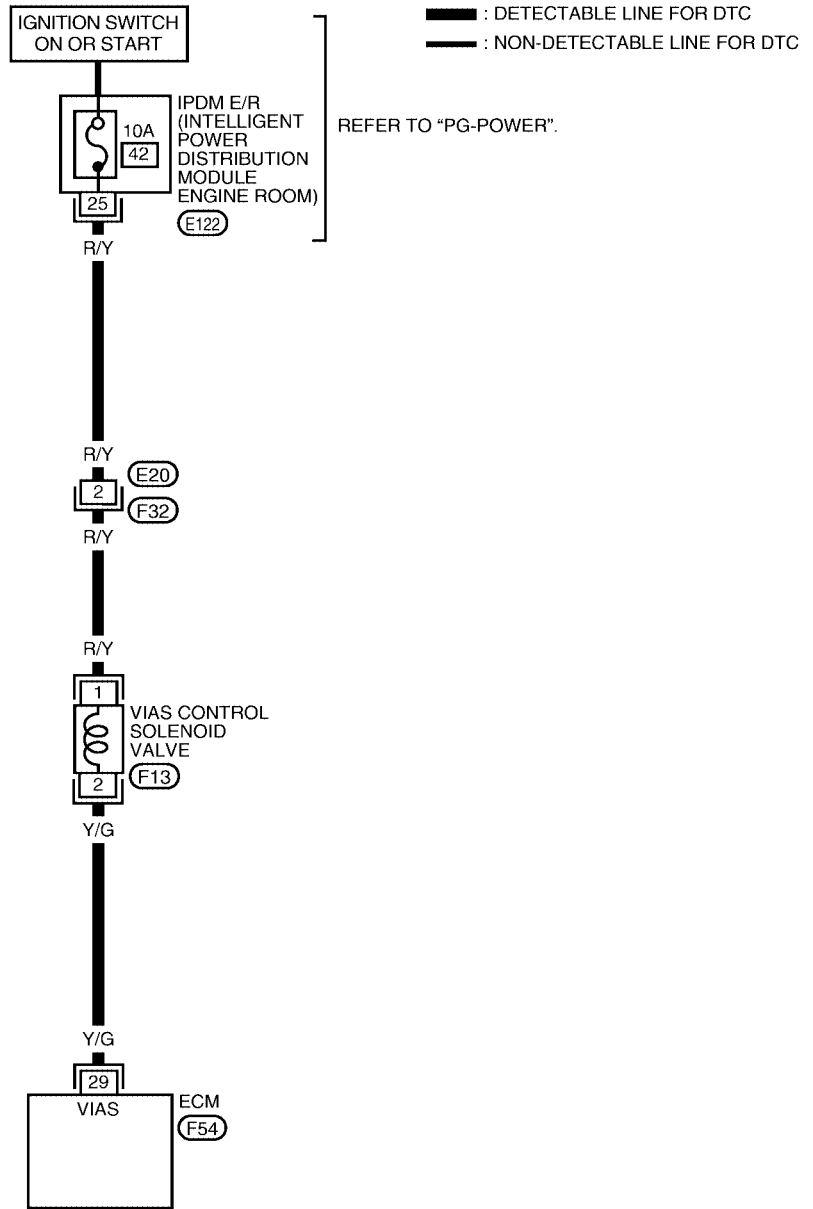 IGNITION SWITCH
ON OR START
: DETECTABLE LINE FOR DTC
: NON-DETECTABLE LINE FOR DTC
IPDM E/R
(INTELLIGENT
POWER
DISTRIBUTION
MODULE
ENGINE ROOM)
10A
42
REFER TO “PG-POWER”.
25
E122
R/Y
R/Y
E20
2
F32
R/Y
R/Y
1
VIAS CONTROL
SOLENOID
VALVE
F13
2
Y/G
Y/G
29
VIAS
ECM
F54